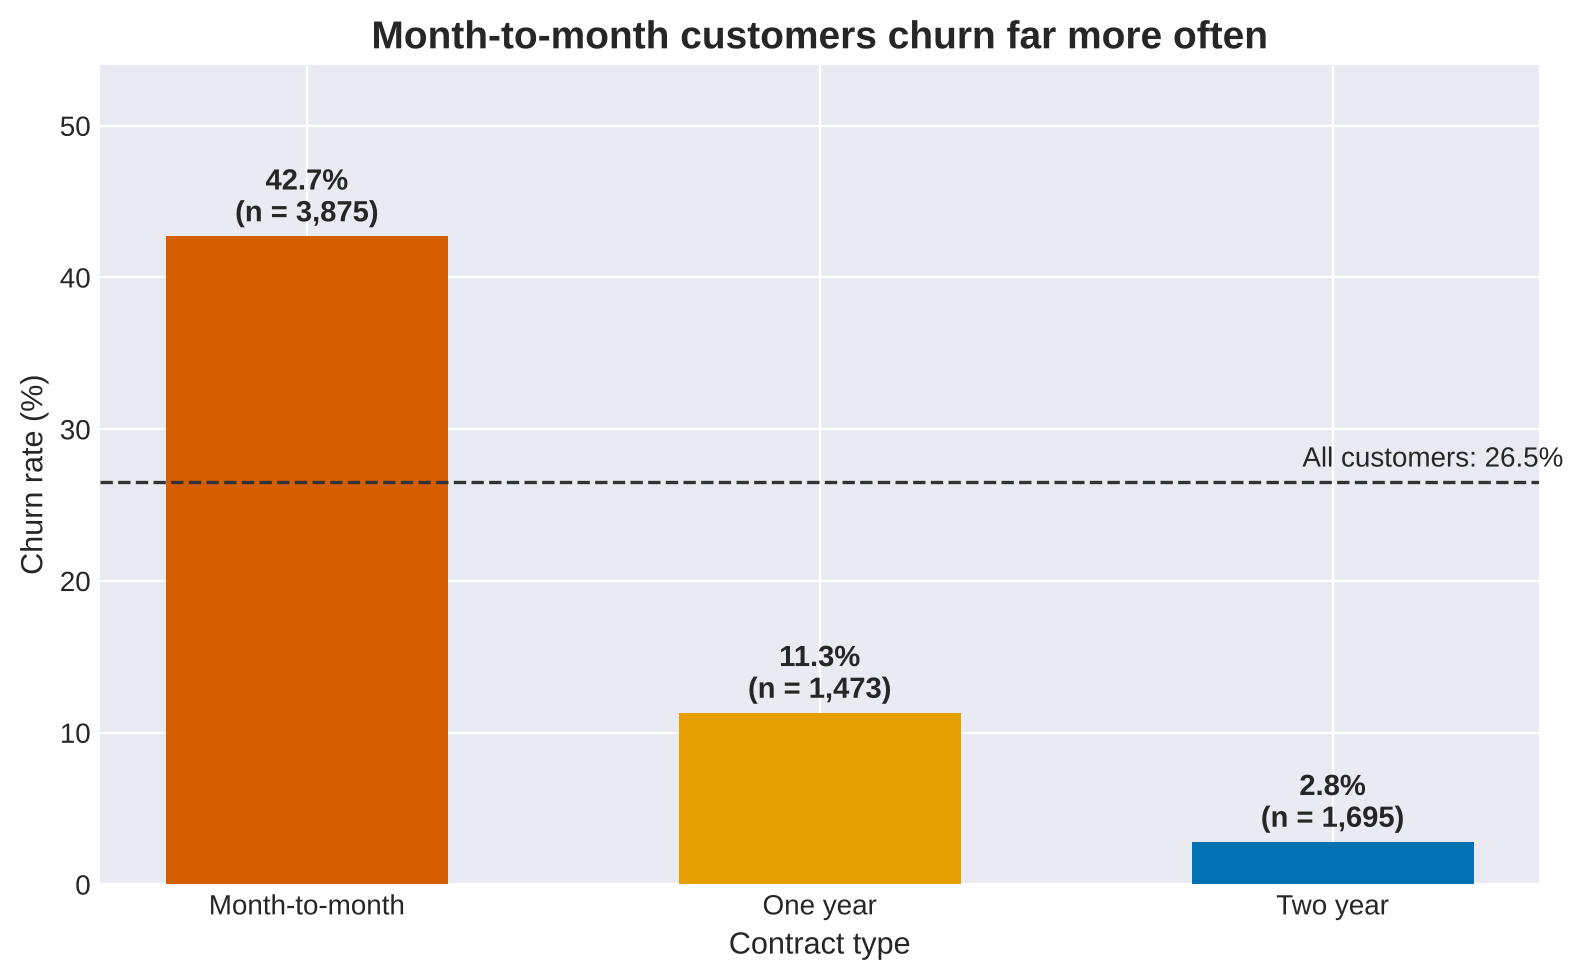 Month-to-month customers churn far more often
Churn rate (%)
50
40
30
20
10
0
42.7%
(n = 3,875)
All customers: 26.5%
11.3%
(n = 1,473)
2.8%
(n = 1,695)
Month-to-month
One year
Two year
Contract type